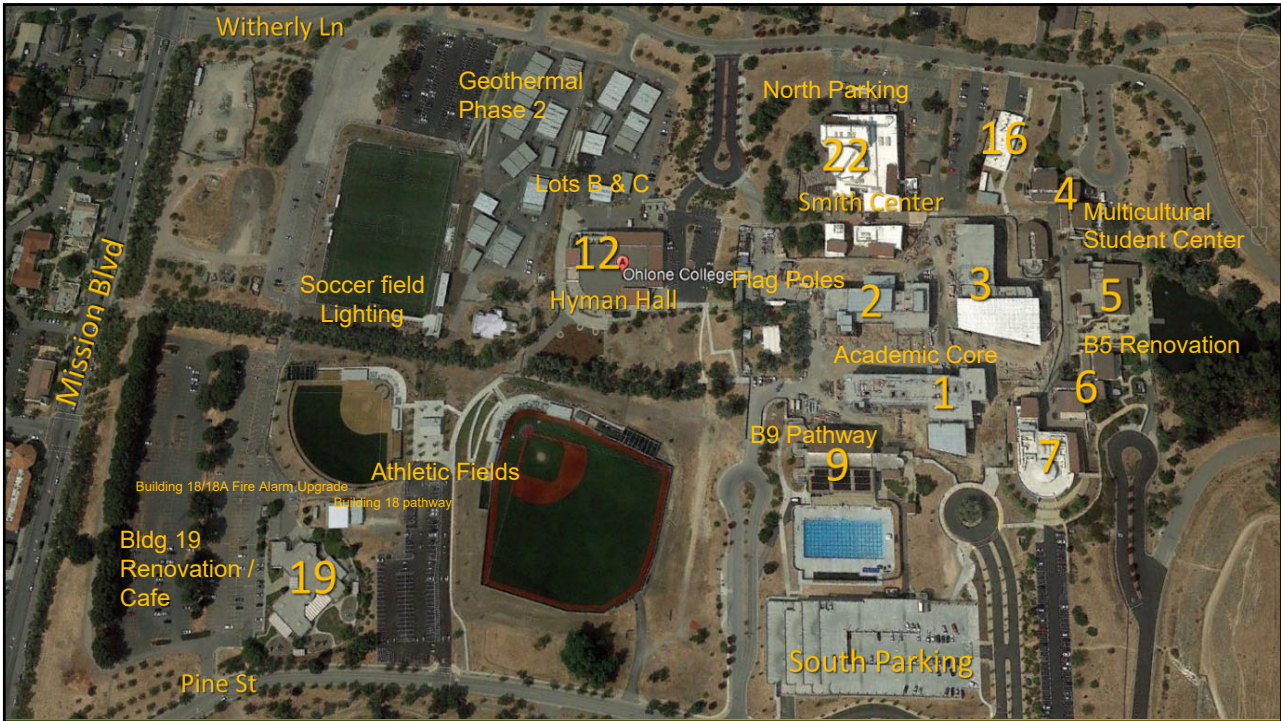 Witherly Ln
Geothermal
Phase 2
North Parking
22
16
Lots B & C
Smith Center
4
Multicultural
Student Center
12
Ohlone College
Hyman Hall
Flag Poles
2
3
5
Soccer field
Lighting
Mission Blvd
Academic Core
B5 Renovation
1
6
B9 Pathway
9
7
Athletic Fields
Building 18/18A Fire Alarm Upgrade
Building 18 pathway
Bldg 19
Renovation /
Cafe
19
South Parking
Pine St
A